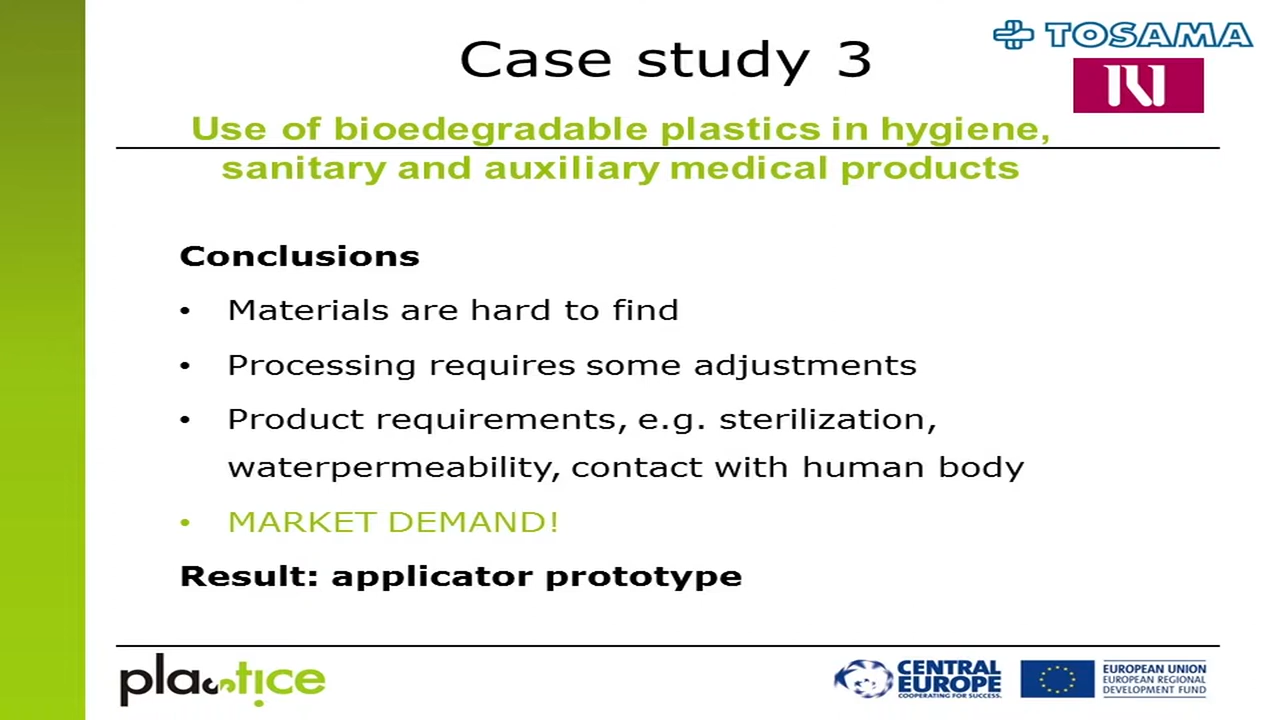 TOSAMA
Case study 3
Use of bioedegradable plastics in hygiene,
sanitary and auxiliary medical products
Conclusions
• Materials are hard to find
• Processing requires some adjustments
• Product requirements, e.g. sterilization,
waterpermeability, contact with human body
• MARKET DEMAND!
Result: applicator prototype
plastice
CENTRAL
EUROPE
COOPERATING FOR SUCCESS.
EUROPEAN UNION
EUROPEAN REGIONAL
DEVELOPMENT FUND